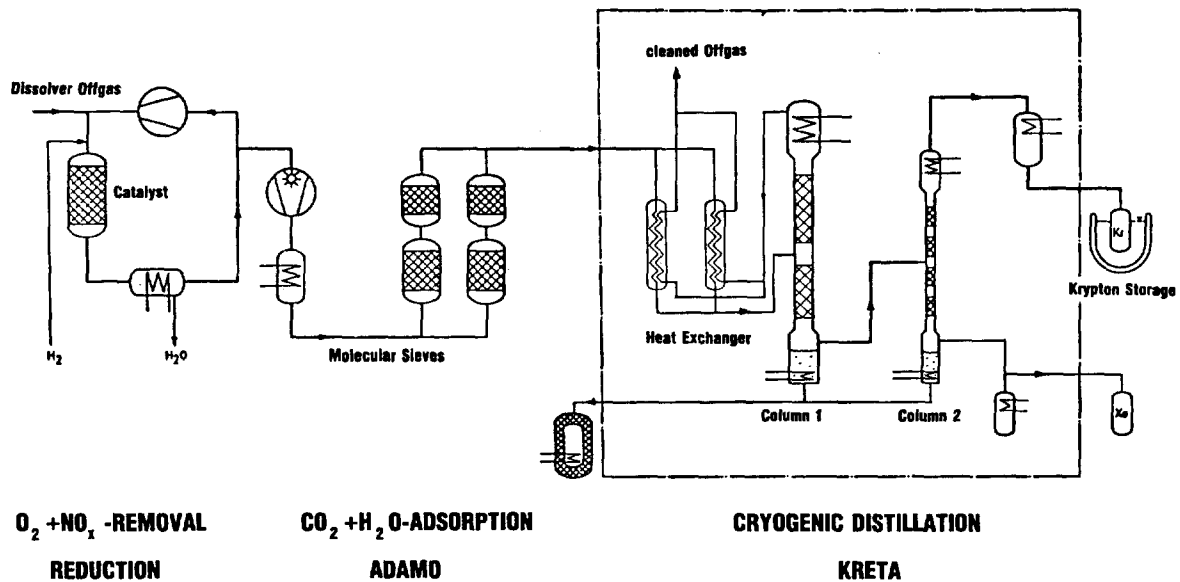 cleaned Offgas
Dissolver Offgas
Catalyst
Kr
Krypton Storage
Heat Exchanger
H₂
H₂O
Molecular Sieves
Column 1
Column 2
Xe
O₂ +NOₓ -REMOVAL
REDUCTION
CO₂ +H₂O-ADSORPTION
ADAMO
CRYOGENIC DISTILLATION
KRETA